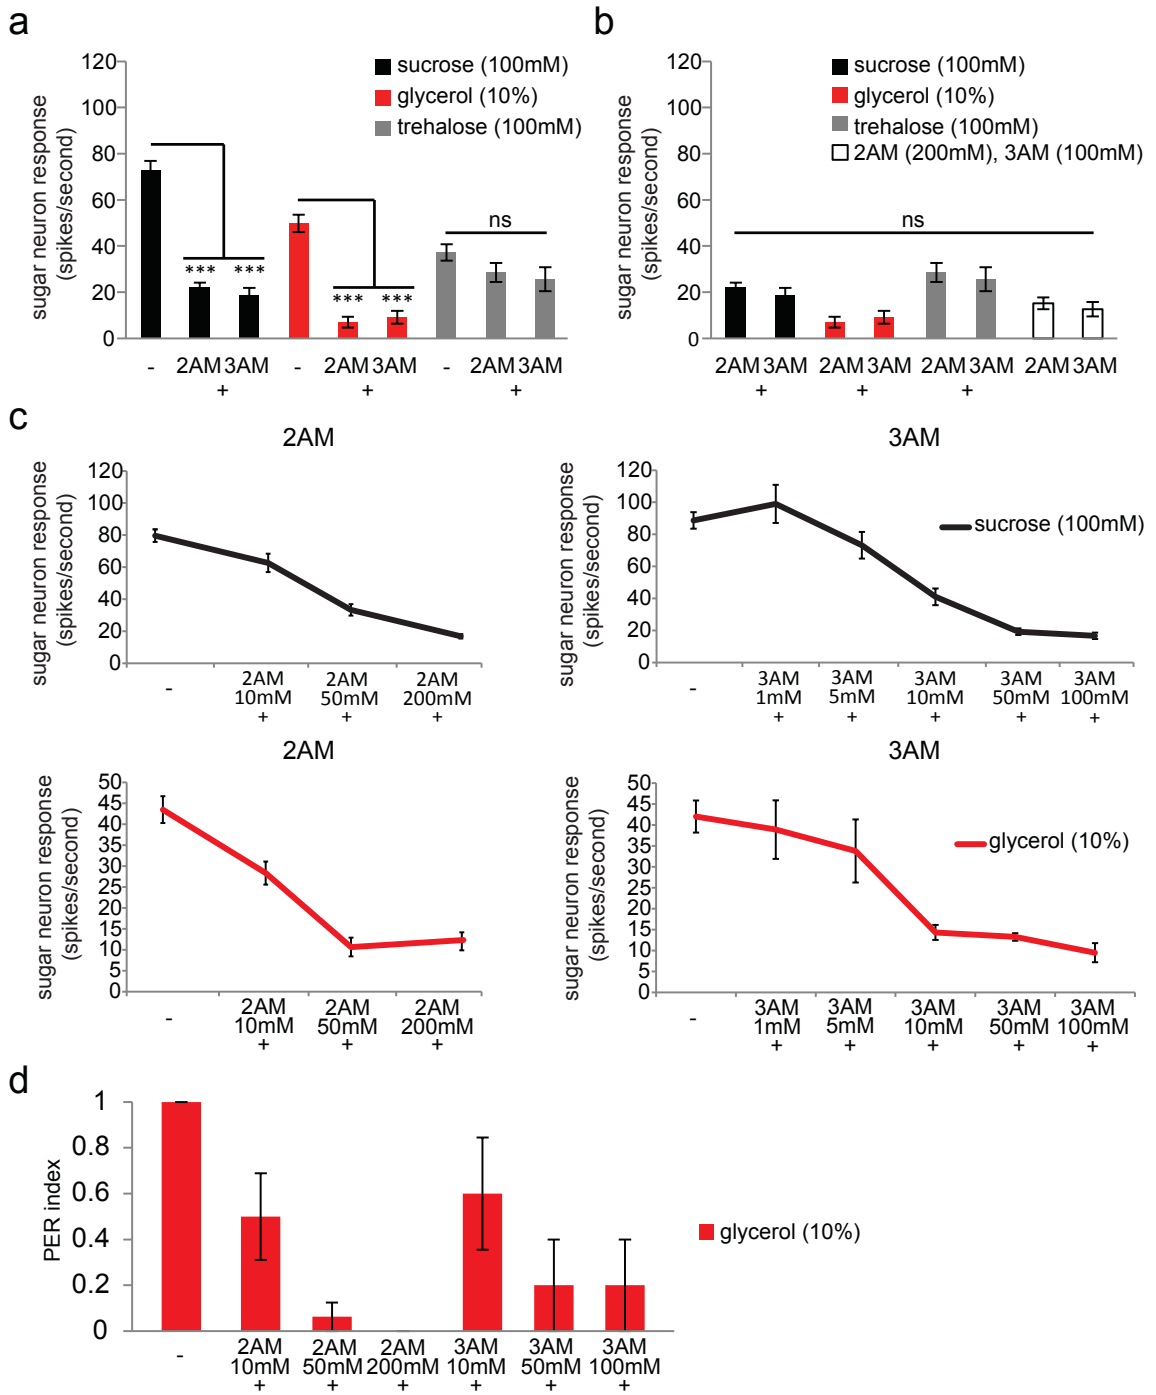 a
sugar neuron response
(spikes/second)
120
100
80
60
40
20
0
sucrose (100mM)
glycerol (10%)
trehalose (100mM)
*** ***
*** ***
ns
- 2AM 3AM - 2AM 3AM - 2AM 3AM
+ + +
b
sugar neuron response
(spikes/second)
120
100
80
60
40
20
0
sucrose (100mM)
glycerol (10%)
trehalose (100mM)
2AM (200mM), 3AM (100mM)
ns
2AM 3AM 2AM 3AM 2AM 3AM 2AM 3AM
+ + +
c
2AM
sugar neuron response
(spikes/second)
120
100
80
60
40
20
0
- 2AM 2AM 2AM
10mM 50mM 200mM
+ + +
3AM
sugar neuron response
(spikes/second)
120
100
80
60
40
20
0
sucrose (100mM)
- 3AM 3AM 3AM 3AM 3AM
1mM 5mM 10mM 50mM 100mM
+ + + + +
2AM
sugar neuron response
(spikes/second)
50
45
40
35
30
25
20
15
10
5
0
- 2AM 2AM 2AM
10mM 50mM 200mM
+ + +
3AM
sugar neuron response
(spikes/second)
50
45
40
35
30
25
20
15
10
5
0
glycerol (10%)
- 3AM 3AM 3AM 3AM 3AM
1mM 5mM 10mM 50mM 100mM
+ + + + +
d
PER index
1
0.8
0.6
0.4
0.2
0
glycerol (10%)
- 2AM 2AM 2AM 3AM 3AM 3AM
10mM 50mM 200mM 10mM 50mM 100mM
+ + + + + +